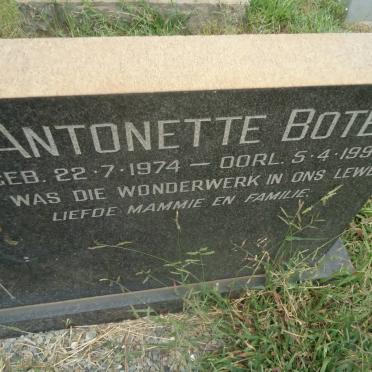 ANTONETTE BOTE
GEB. 22·7·1974 — OORL. 5·4·199
WAS DIE WONDERWERK IN ONS LEWE
LIEFDE MAMMIE EN FAMILIE.